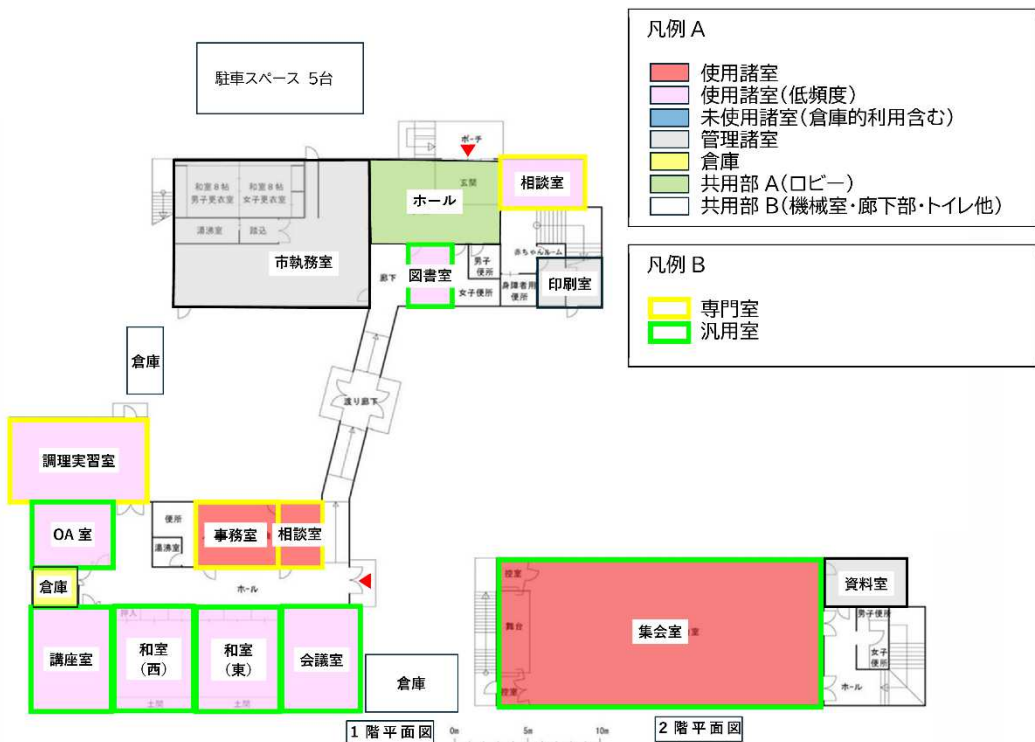 駐車スペース 5台
凡例 A
使用諸室
使用諸室(低頻度)
未使用諸室(倉庫的利用含む)
管理諸室
倉庫
共用部 A(ロビー)
共用部 B(機械室・廊下部・トイレ他)
凡例 B
専門室
汎用室
ポーチ
玄関
相談室
ホール
和室8帖
男子更衣室
和室8帖
女子更衣室
湯沸室
踏込
市執務室
廊下
図書室
男子
便所
女子便所
赤ちゃんルーム
身障者用
便所
印刷室
倉庫
渡り廊下
調理実習室
OA 室
便所
湯沸室
事務室
相談室
倉庫
ホール
押入
講座室
和室
(西)
和室
(東)
会議室
土間
土間
倉庫
1 階平面図
0m
5m
10m
2 階平面図
控室
舞台
控室
集会室
資料室
男子便所
女子
便所
ホール